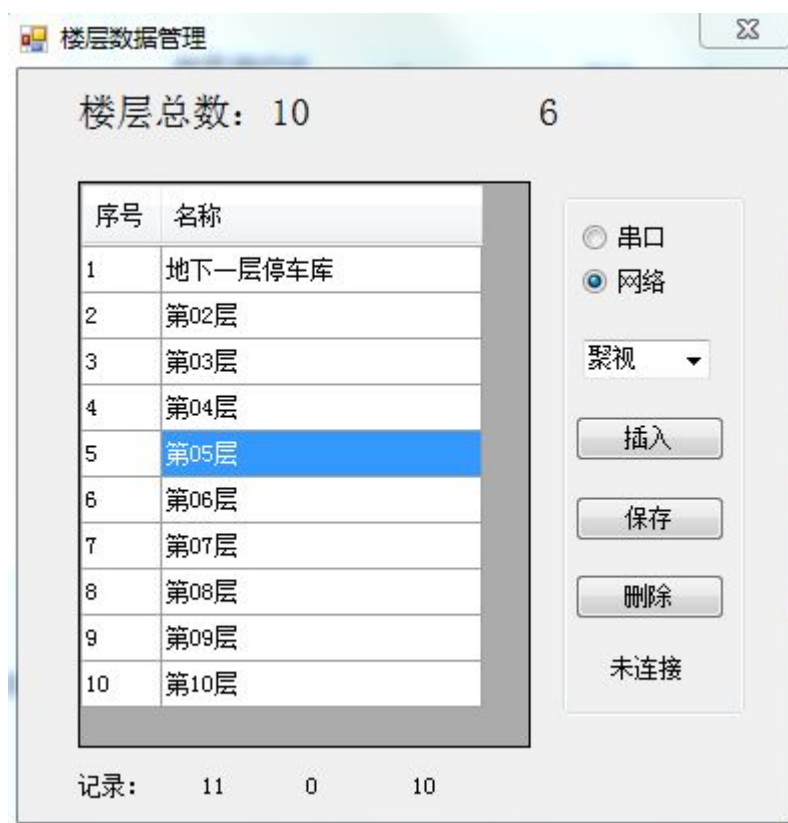 楼层数据管理
楼层总数: 10 6
序号 名称
1 地下一层停车库
2 第02层
3 第03层
4 第04层
5 第05层
6 第06层
7 第07层
8 第08层
9 第09层
10 第10层
串口
网络
聚视
插入
保存
删除
未连接
记录: 11 0 10